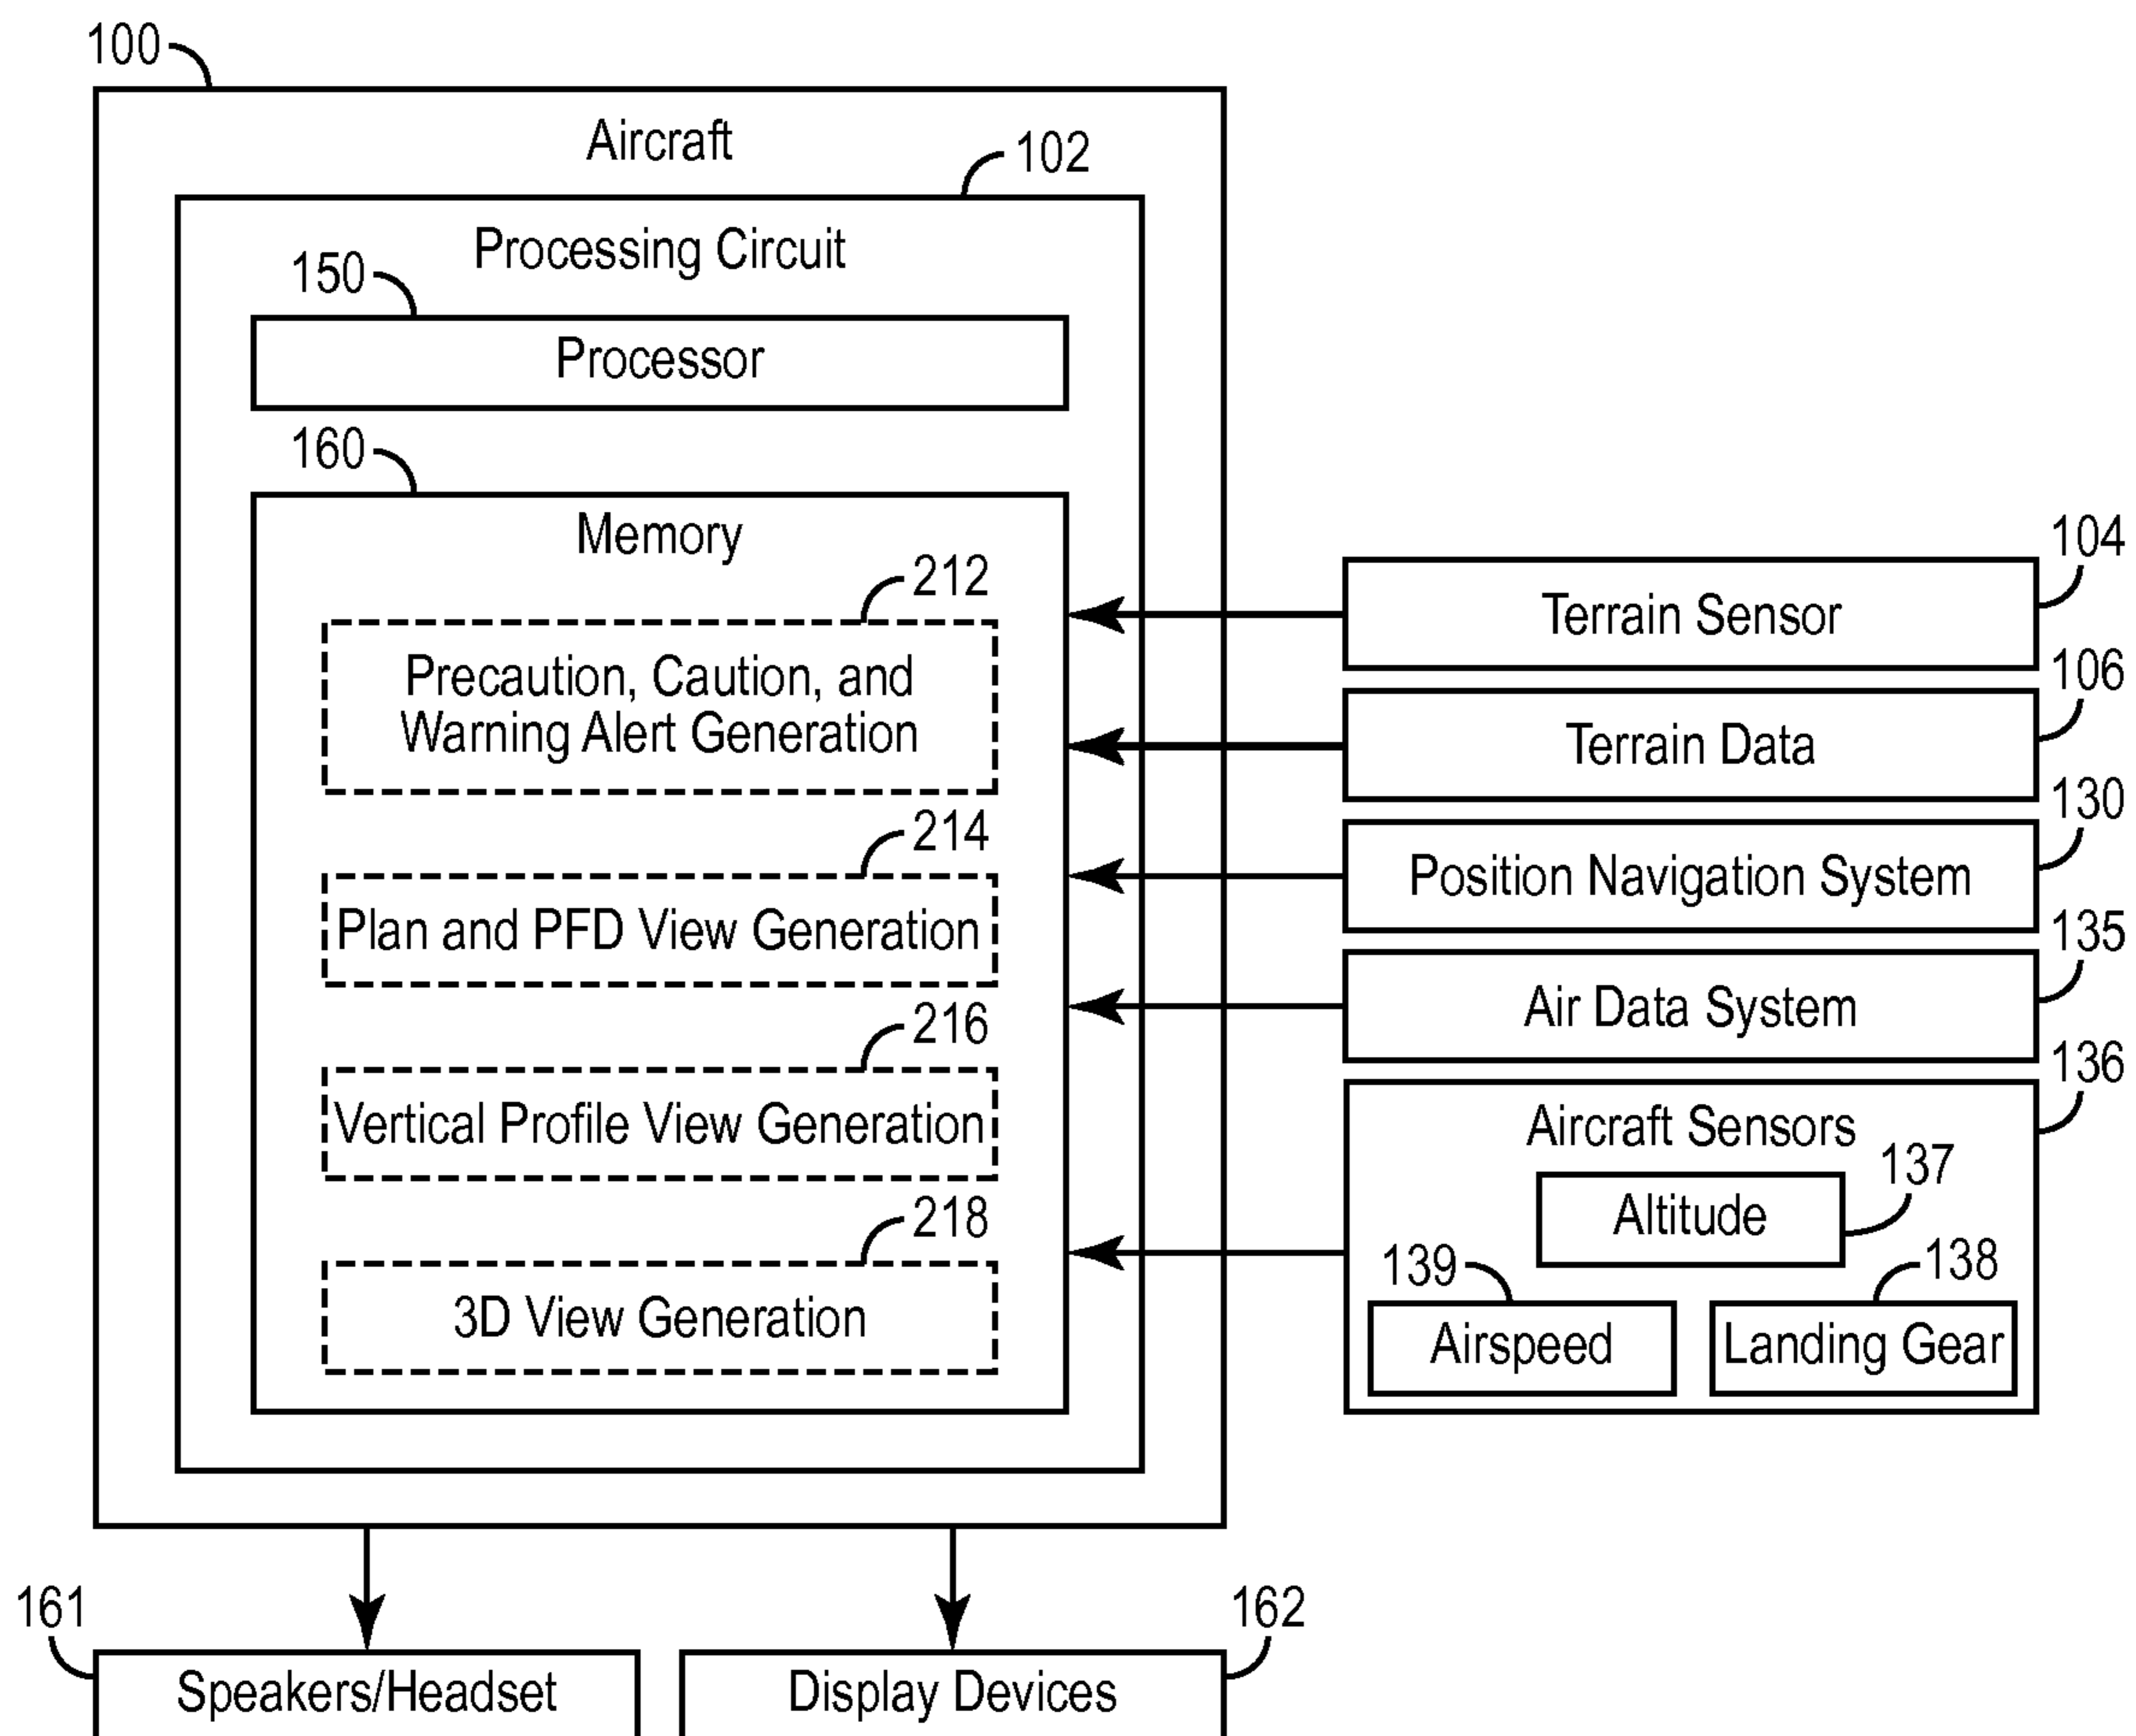 100
Aircraft
102
Processing Circuit
150
Processor
160
Memory
212
Precaution, Caution, and
Warning Alert Generation
214
Plan and PFD View Generation
216
Vertical Profile View Generation
218
3D View Generation
104
Terrain Sensor
106
Terrain Data
130
Position Navigation System
135
Air Data System
136
Aircraft Sensors
137
Altitude
139
138
Airspeed
Landing Gear
161
162
Speakers/Headset
Display Devices